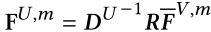 F^{U,m} = D^{U^{-1}} R \overline{F}^{V,m}